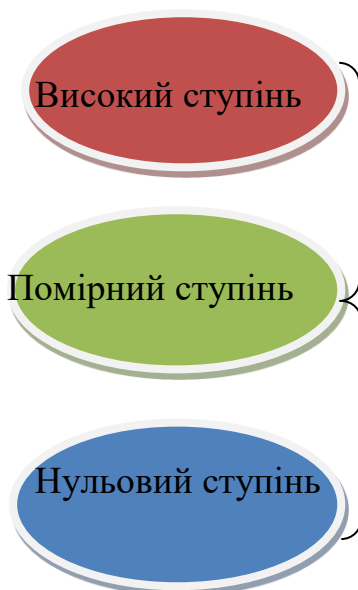 Високий ступінь
Помірний ступінь
Нульовий ступінь